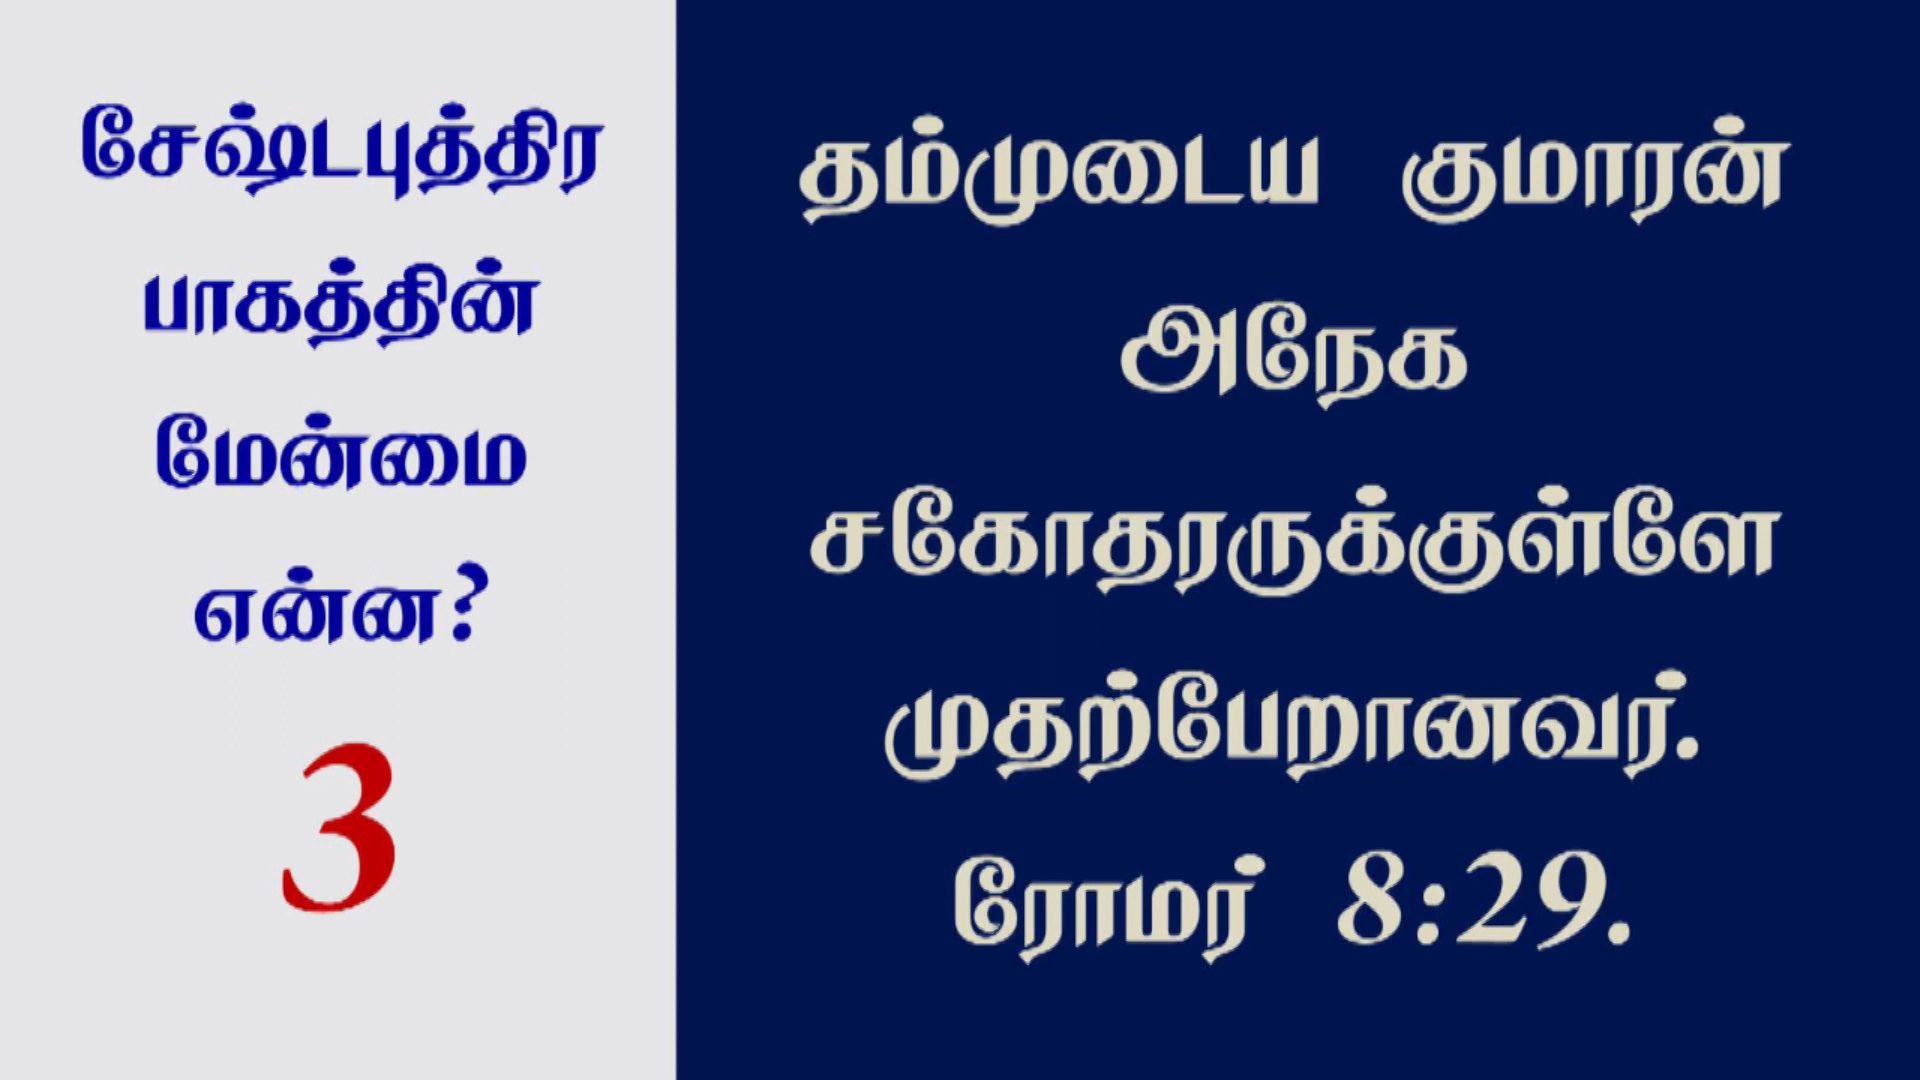 சேஷ்டபுத்திர
பாகத்தின்
மேன்மை
என்ன?
3
தம்முடைய குமாரன்
அநேக
சகோதரருக்குள்ளே
முதற்பேறானவர்.
ரோமர் 8:29.